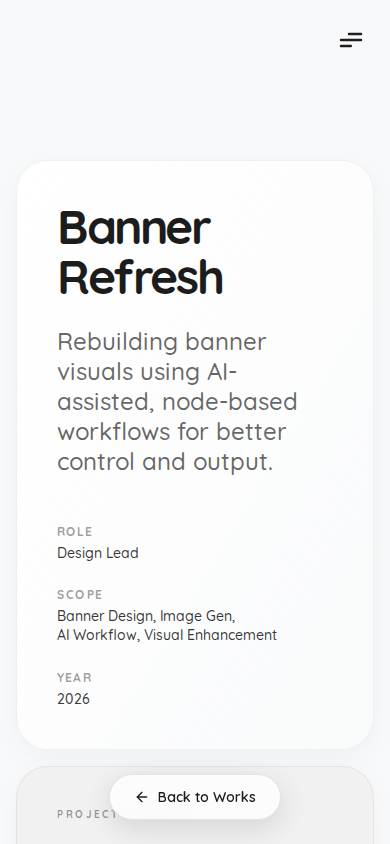 Banner
Refresh
Rebuilding banner
visuals using AI-
assisted, node-based
workflows for better
control and output.
ROLE
Design Lead
SCOPE
Banner Design, Image Gen,
AI Workflow, Visual Enhancement
YEAR
2026
PROJECT
← Back to Works